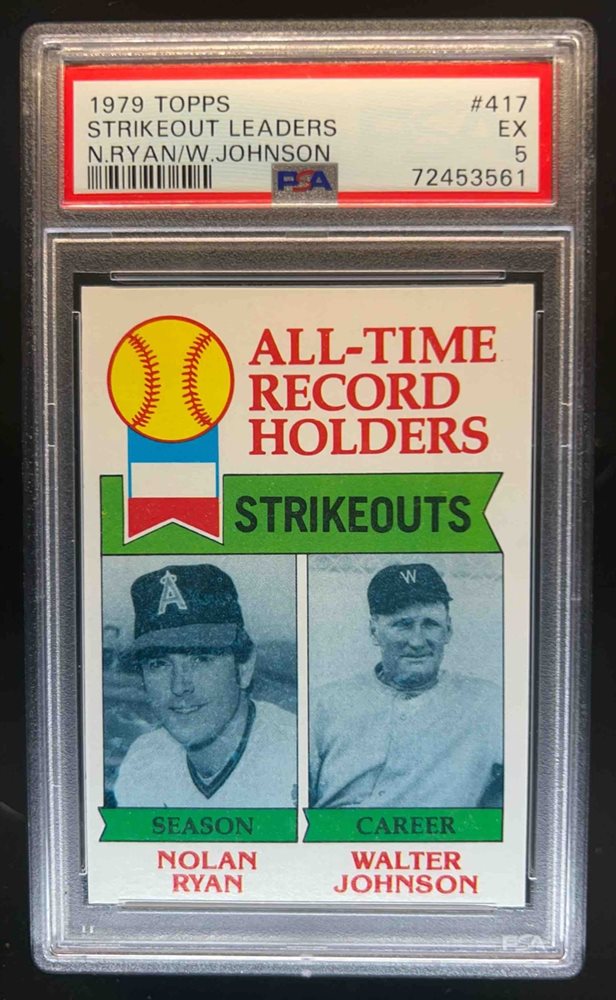 1979 TOPPS #417
STRIKEOUT LEADERS EX
N.RYAN/W.JOHNSON 5
PSA 72453561
ALL-TIME
RECORD
HOLDERS
STRIKEOUTS
A
W
SEASON CAREER
NOLAN
RYAN
WALTER
JOHNSON
PSA